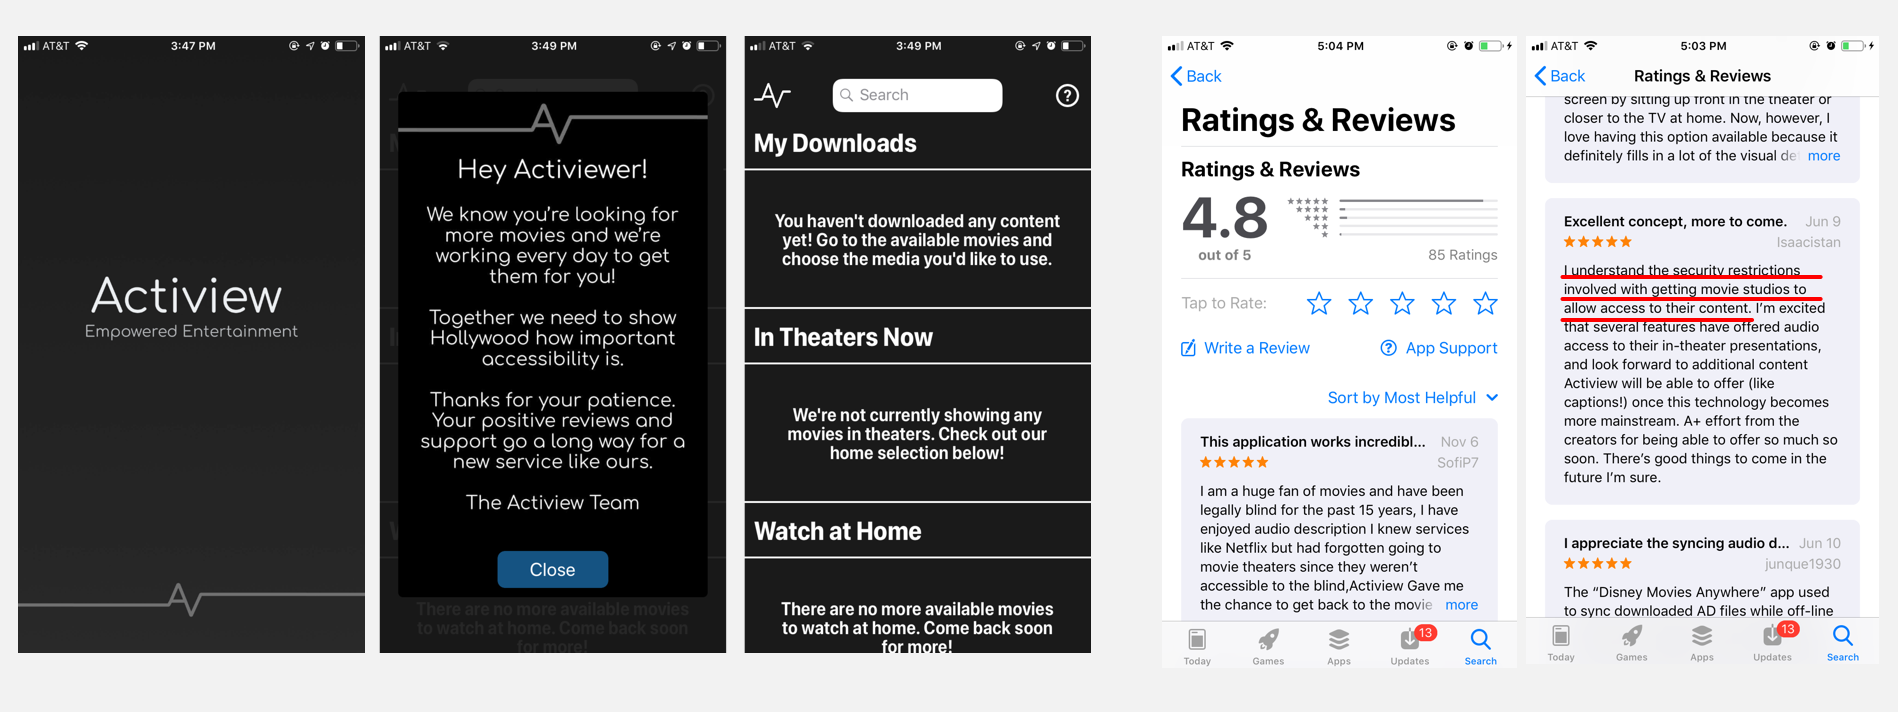 AT&T 3:47 PM
Actiview
Empowered Entertainment
AT&T 3:49 PM
Hey Activiewer!
We know you're looking for
more movies and we're
working every day to get
them for you!
Together we need to show
Hollywood how important
accessibility is.
Thanks for your patience.
Your positive reviews and
support go a long way for a
new service like ours.
The Actiview Team
Close
There are no more available movies
to watch at home. Come back soon
for more!
AT&T 3:49 PM
Search
My Downloads
You haven't downloaded any content
yet! Go to the available movies and
choose the media you'd like to use.
In Theaters Now
We're not currently showing any
movies in theaters. Check out our
home selection below!
Watch at Home
There are no more available movies
to watch at home. Come back soon
for more!
AT&T 5:04 PM
Back
Ratings & Reviews
Ratings & Reviews
4.8
out of 5
85 Ratings
Tap to Rate:
Write a Review
App Support
Sort by Most Helpful
This application works incredibl... Nov 6
SofiP7
I am a huge fan of movies and have been
legally blind for the past 15 years, I have
enjoyed audio description I knew services
like Netflix but had forgotten going to
movie theaters since they weren't
accessible to the blind,Actiview Gave me
the chance to get back to the movie more
Today Games Apps Updates 13 Search
AT&T 5:03 PM
Back Ratings & Reviews
screen by sitting up front in the theater or
closer to the TV at home. Now, however, I
love having this option available because it
definitely fills in a lot of the visual de more
Excellent concept, more to come. Jun 9
Isaacistan
I understand the security restrictions
involved with getting movie studios to
allow access to their content. I'm excited
that several features have offered audio
access to their in-theater presentations,
and look forward to additional content
Actiview will be able to offer (like
captions!) once this technology becomes
more mainstream. A+ effort from the
creators for being able to offer so much so
soon. There's good things to come in the
future I'm sure.
I appreciate the syncing audio d... Jun 10
junque1930
The “Disney Movies Anywhere” app used
to sync downloaded AD files while off-line
Today Games Apps Updates 13 Search